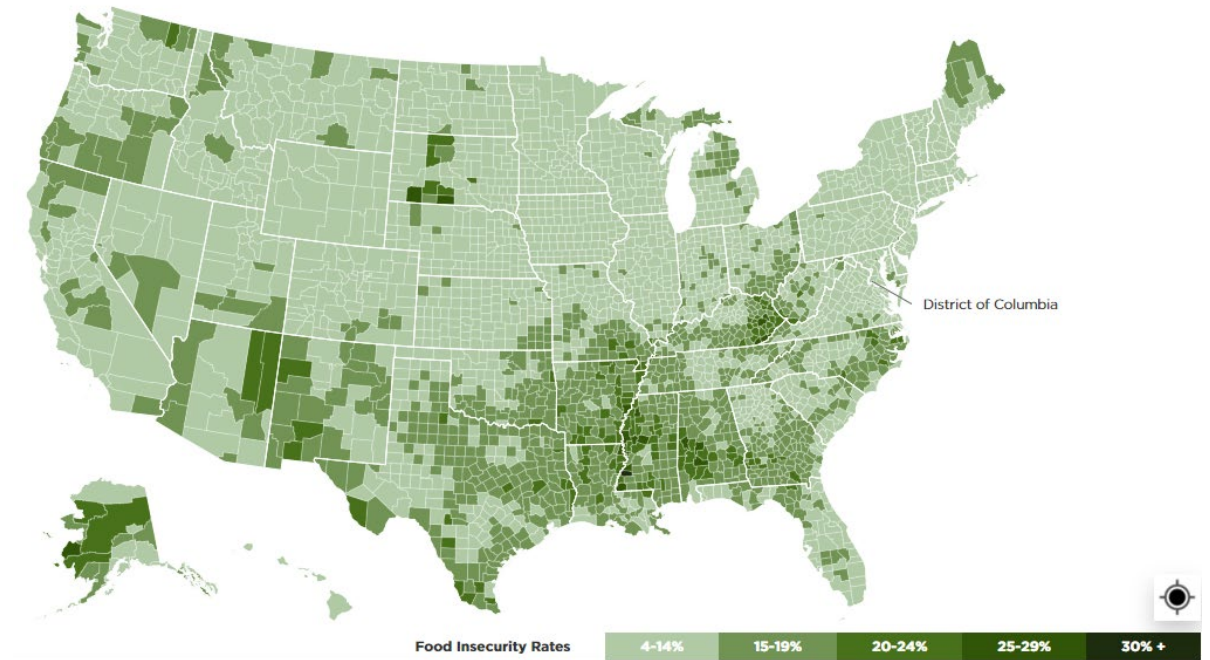 District of Columbia
Food Insecurity Rates 4-14% 15-19% 20-24% 25-29% 30% +